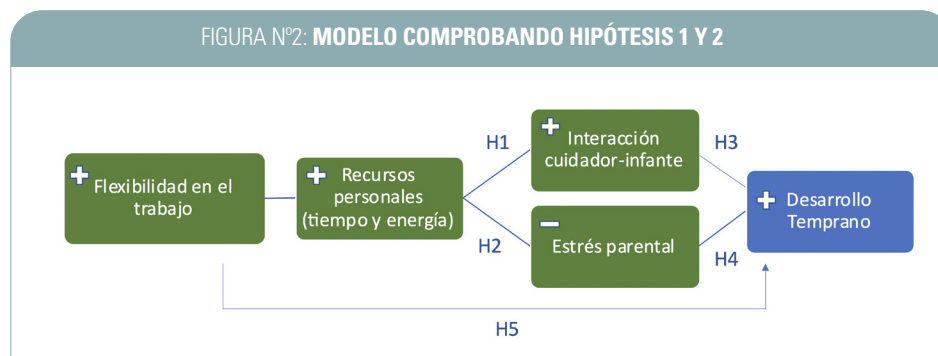 FIGURA Nº2: MODELO COMPROBANDO HIPÓTESIS 1 Y 2
+ Flexibilidad en el
trabajo
+ Recursos
personales
(tiempo y energía)
H1
H2
+ Interacción
cuidador-infante
− Estrés parental
H3
H4
+ Desarrollo
Temprano
H5